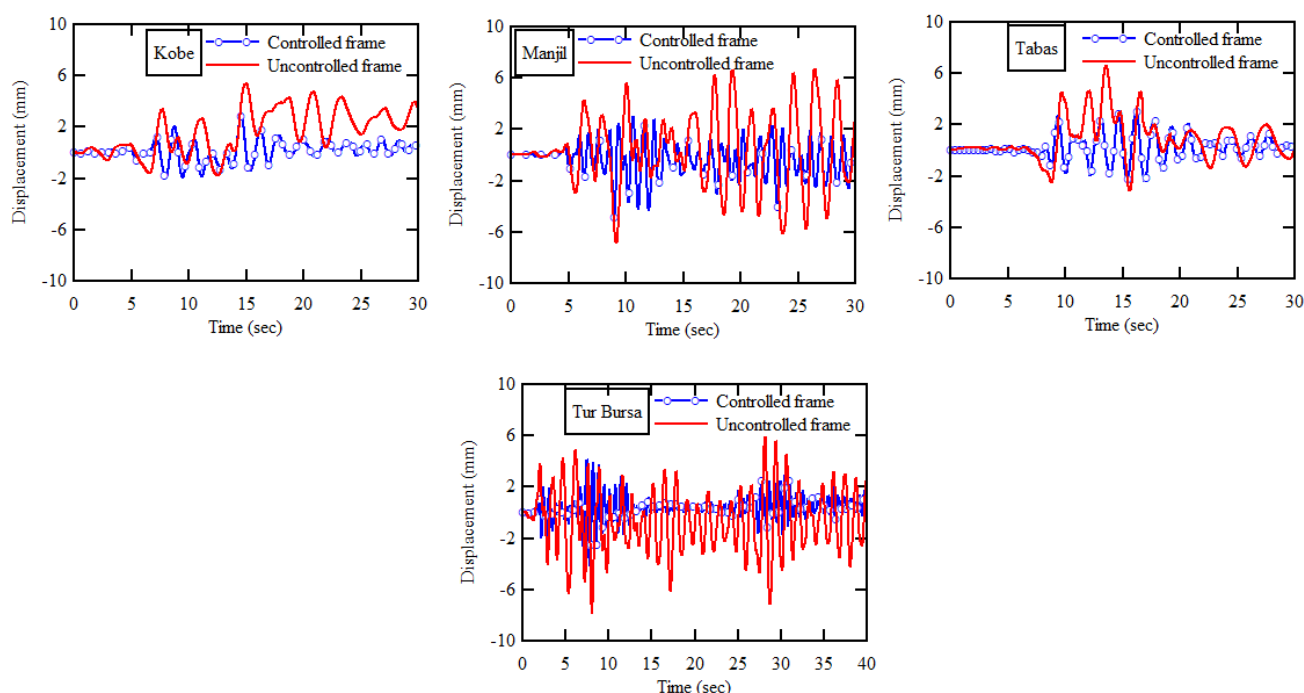 10
6
2
-2
-6
-10
Displacement (mm)
Kobe
Controlled frame
Uncontrolled frame
0 5 10 15 20 25 30
Time (sec)
10
6
2
-2
-6
-10
Displacement (mm)
Manjil
Controlled frame
Uncontrolled frame
0 5 10 15 20 25 30
Time (sec)
10
6
2
-2
-6
-10
Displacement (mm)
Tabas
Controlled frame
Uncontrolled frame
0 5 10 15 20 25 30
Time (sec)
10
6
2
-2
-6
-10
Displacement (mm)
Tur Bursa
Controlled frame
Uncontrolled frame
0 5 10 15 20 25 30 35 40
Time (sec)